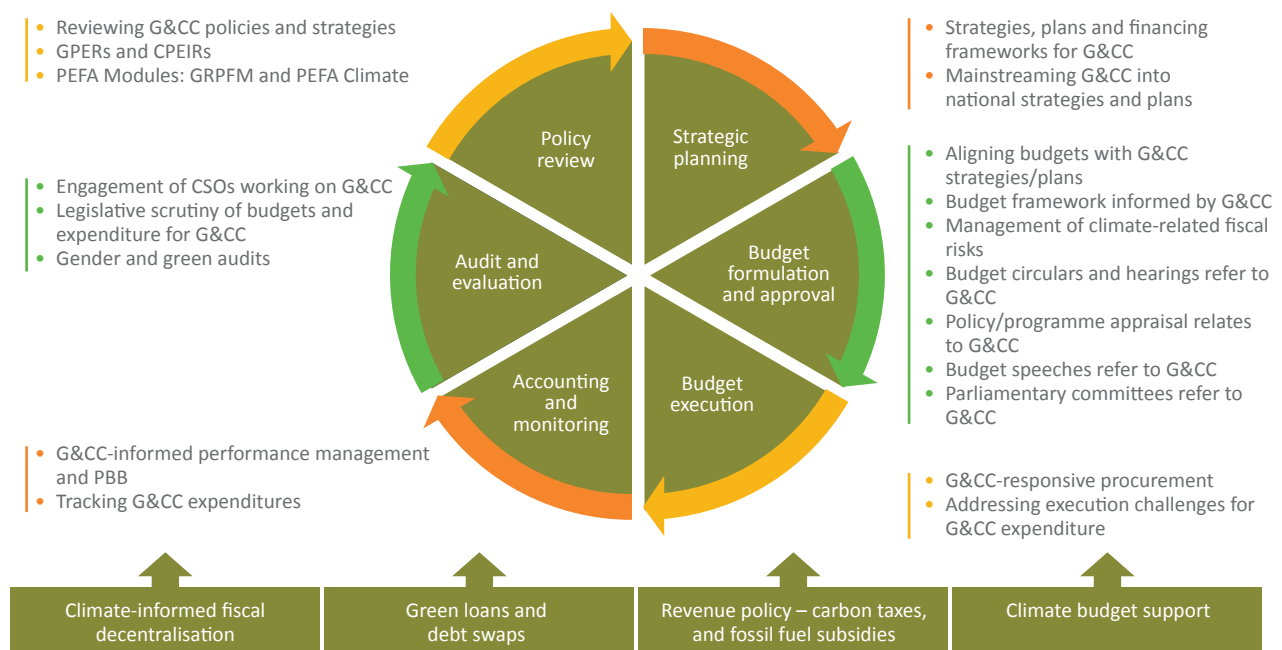 • Reviewing G&CC policies and strategies
• GPERs and CPEIRs
• PEFA Modules: GRPFM and PEFA Climate
• Engagement of CSOs working on G&CC
• Legislative scrutiny of budgets and
expenditure for G&CC
• Gender and green audits
• G&CC-informed performance management
and PBB
• Tracking G&CC expenditures
Policy
review
Strategic
planning
Audit and
evaluation
Budget
formulation
and approval
Accounting
and
monitoring
Budget
execution
• Strategies, plans and financing
frameworks for G&CC
• Mainstreaming G&CC into
national strategies and plans
• Aligning budgets with G&CC
strategies/plans
• Budget framework informed by G&CC
• Management of climate-related fiscal
risks
• Budget circulars and hearings refer to
G&CC
• Policy/programme appraisal relates
to G&CC
• Budget speeches refer to G&CC
• Parliamentary committees refer to
G&CC
• G&CC-responsive procurement
• Addressing execution challenges for
G&CC expenditure
Climate-informed fiscal
decentralisation
Green loans and
debt swaps
Revenue policy – carbon taxes,
and fossil fuel subsidies
Climate budget support